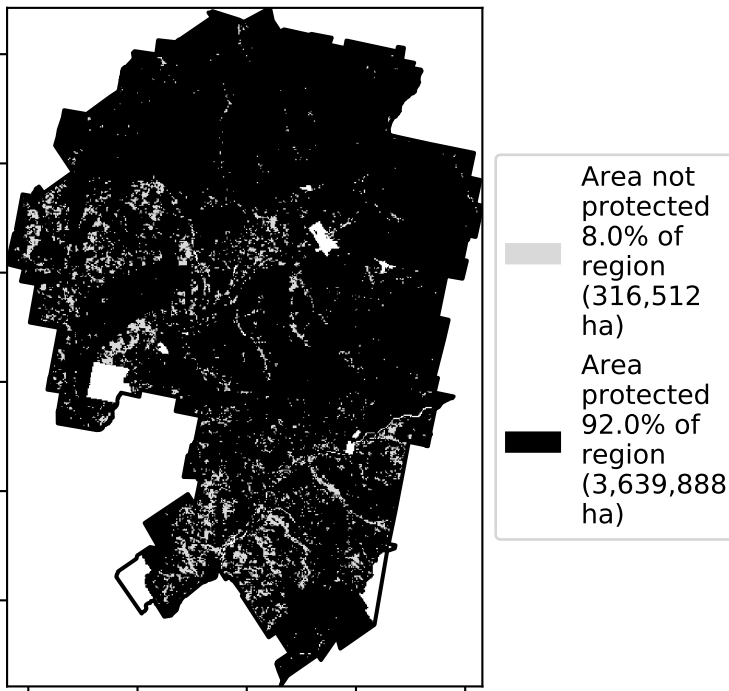 Area not
protected
8.0% of
region
(316,512
ha)
Area
protected
92.0% of
region
(3,639,888
ha)